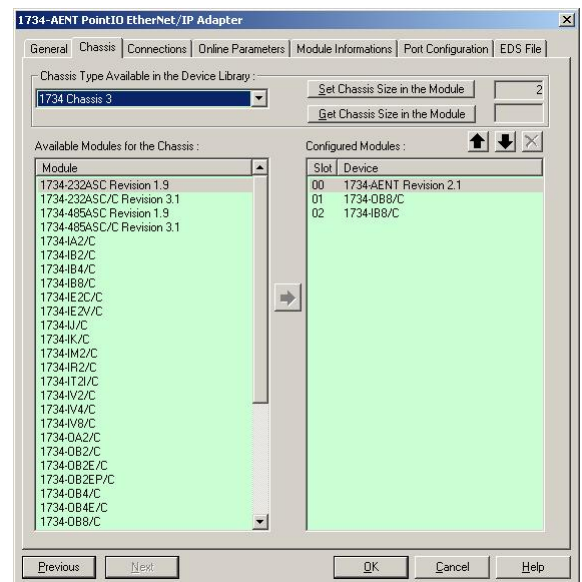 1734-AENT PointIO EtherNet/IP Adapter
General Chassis Connections Online Parameters Module Informations Port Configuration EDS File
Chassis Type Available in the Device Library :
1734 Chassis 3
Set Chassis Size in the Module 2
Get Chassis Size in the Module
Available Modules for the Chassis :
Configured Modules :
Module
1734-232ASC Revision 1.9
1734-232ASC/C Revision 3.1
1734-485ASC Revision 1.9
1734-485ASC/C Revision 3.1
1734-IA2/C
1734-IB2/C
1734-IB4/C
1734-IB8/C
1734-IE2C/C
1734-IE2V/C
1734-IJ/C
1734-IK/C
1734-IM2/C
1734-IR2/C
1734-IT2I/C
1734-IV2/C
1734-IV4/C
1734-IV8/C
1734-OA2/C
1734-OB2/C
1734-OB2E/C
1734-OB2EP/C
1734-OB4/C
1734-OB4E/C
1734-OB8/C
Slot Device
00 1734-AENT Revision 2.1
01 1734-OB8/C
02 1734-IB8/C
Previous Next OK Cancel Help